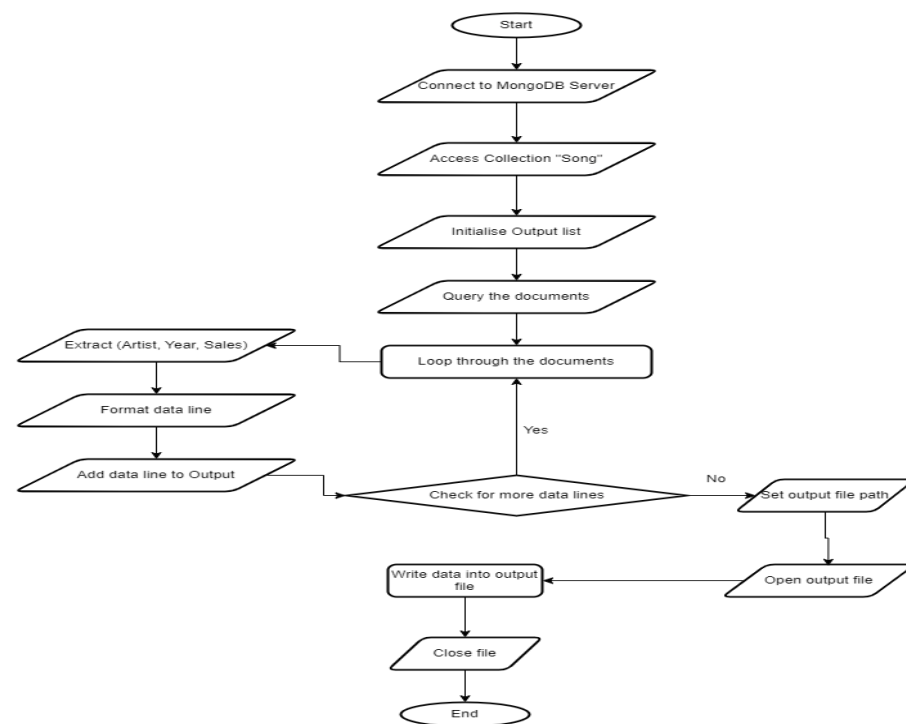 Start
Connect to MongoDB Server
Access Collection "Song"
Initialise Output list
Query the documents
Loop through the documents
Extract (Artist, Year, Sales)
Format data line
Add data line to Output
Check for more data lines
Yes
No
Set output file path
Open output file
Write data into output
file
Close file
End